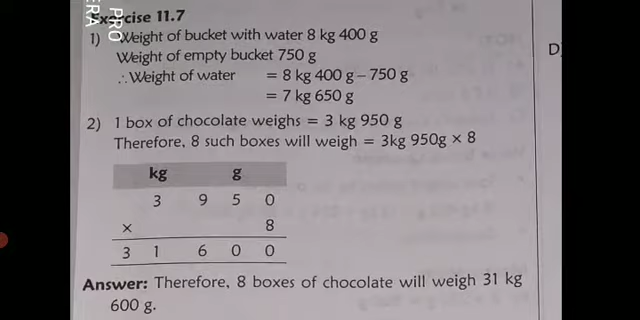 ERA
PRO
Exercise 11.7
1) Weight of bucket with water 8 kg 400 g
Weight of empty bucket 750 g
∴ Weight of water = 8 kg 400 g – 750 g
= 7 kg 650 g
2) 1 box of chocolate weighs = 3 kg 950 g
Therefore, 8 such boxes will weigh = 3kg 950g × 8
kg g
3 9 5 0
× 8
3 1 6 0 0
Answer: Therefore, 8 boxes of chocolate will weigh 31 kg
600 g.
D